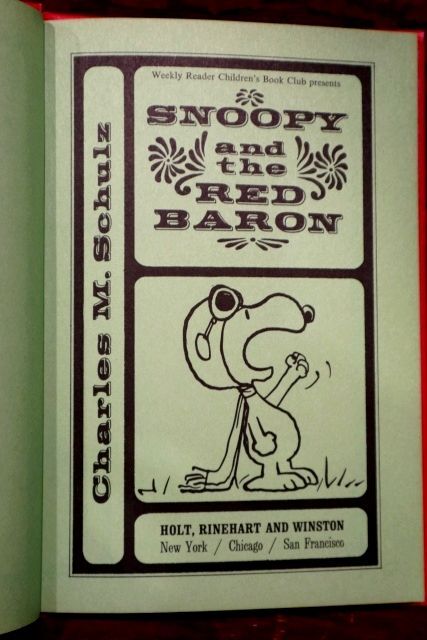 Weekly Reader Children's Book Club presents
SNOOPY
and
the
RED
BARON
Charles M. Schulz
HOLT, RINEHART AND WINSTON
New York / Chicago / San Francisco